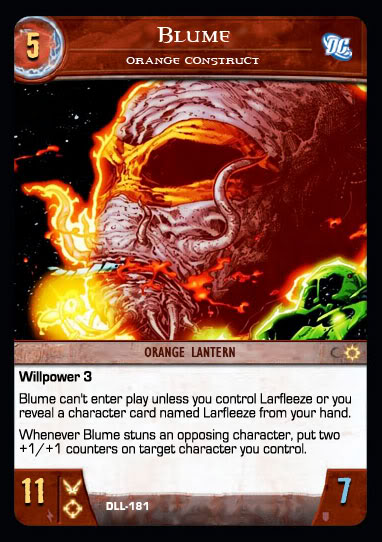 5
Blume
DC
Orange Construct
Orange Lantern
Willpower 3
Blume can't enter play unless you control Larfleeze or you
reveal a character card named Larfleeze from your hand.
Whenever Blume stuns an opposing character, put two
+1/+1 counters on target character you control.
11
DLL-181
7